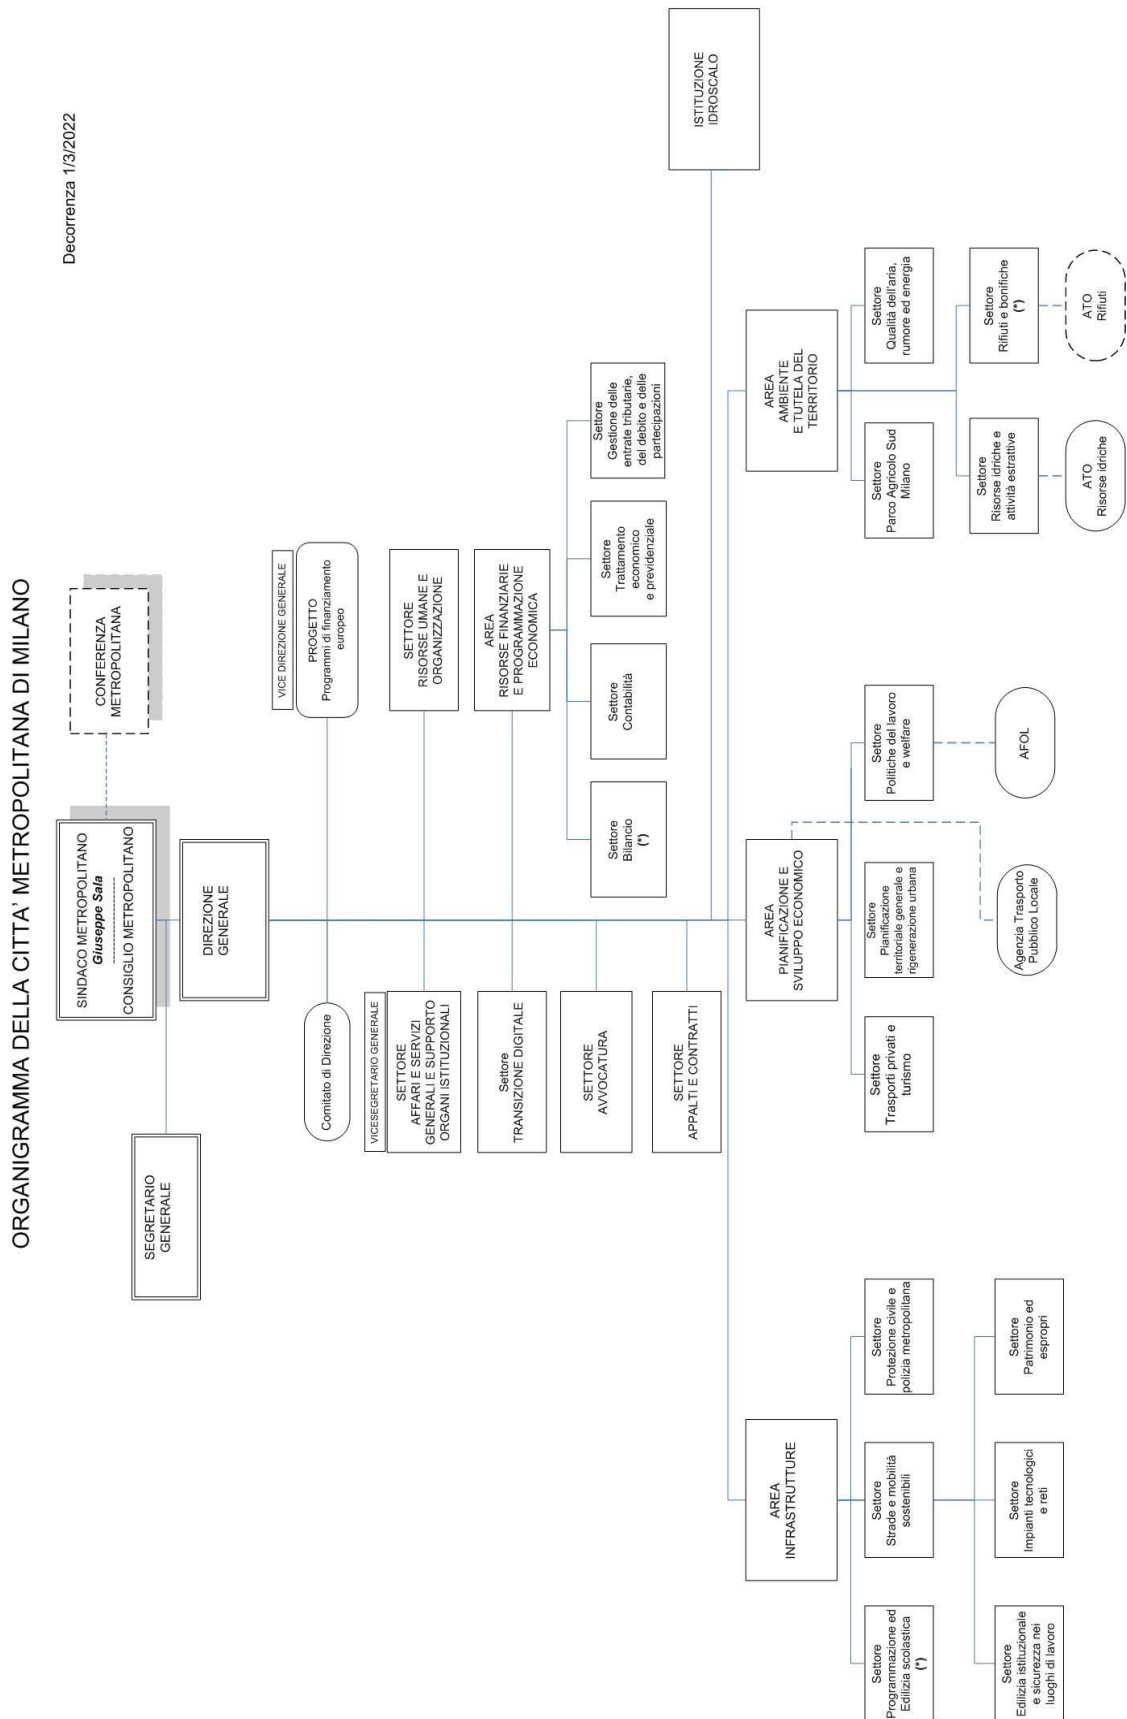 ORGANIGRAMMA DELLA CITTA' METROPOLITANA DI MILANO
Decorrenza 1/3/2022
SINDACO METROPOLITANO
Giuseppe Sala
--------------------
CONSIGLIO METROPOLITANO
CONFERENZA
METROPOLITANA
SEGRETARIO
GENERALE
DIREZIONE
GENERALE
Comitato di Direzione
VICE DIREZIONE GENERALE
PROGETTO
Programmi di finanziamento
europeo
VICESEGRETARIO GENERALE
SETTORE
AFFARI E SERVIZI
GENERALI E SUPPORTO
ORGANI ISTITUZIONALI
SETTORE
RISORSE UMANE E
ORGANIZZAZIONE
Settore
TRANSIZIONE DIGITALE
AREA
RISORSE FINANZIARIE
E PROGRAMMAZIONE
ECONOMICA
SETTORE
AVVOCATURA
Settore
Bilancio
(*)
Settore
Contabilità
Settore
Trattamento
economico
e previdenziale
Settore
Gestione delle
entrate tributarie,
del debito e delle
partecipazioni
SETTORE
APPALTI E CONTRATTI
ISTITUZIONE
IDROSCALO
AREA
INFRASTRUTTURE
AREA
PIANIFICAZIONE E
SVILUPPO ECONOMICO
AREA
AMBIENTE
E TUTELA DEL
TERRITORIO
Settore
Programmazione ed
Edilizia scolastica
(*)
Settore
Strade e mobilità
sostenibili
Settore
Protezione civile e
polizia metropolitana
Settore
Trasporti privati e
turismo
Settore
Pianificazione
territoriale generale e
rigenerazione urbana
Settore
Politiche del lavoro
e welfare
Settore
Parco Agricolo Sud
Milano
Settore
Qualità dell'aria,
rumore ed energia
Settore
Edilizia istituzionale
e sicurezza nei
luoghi di lavoro
Settore
Impianti tecnologici
e reti
Settore
Patrimonio ed
espropri
Agenzia Trasporto
Pubblico Locale
AFOL
Settore
Risorse idriche e
attività estrattive
Settore
Rifiuti e bonifiche
(*)
ATO
Risorse idriche
ATO
Rifiuti